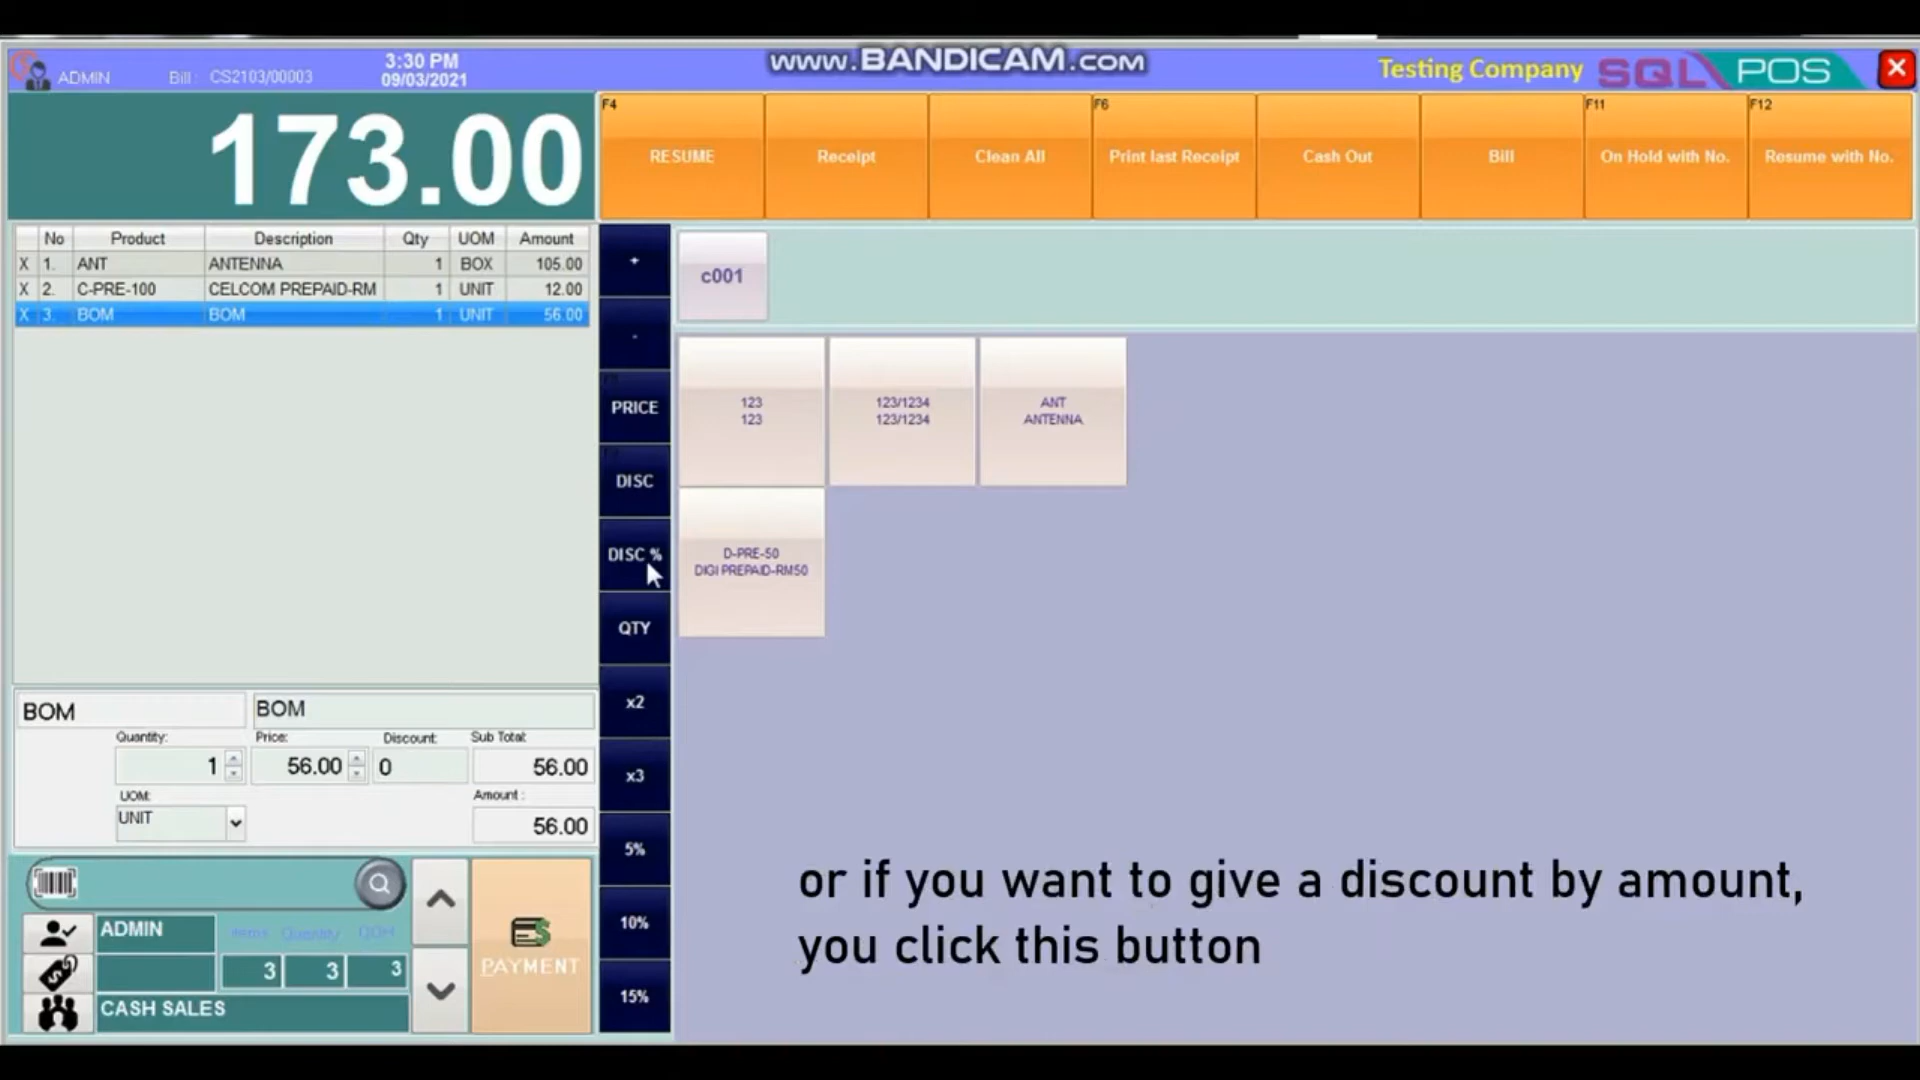 www.BANDICAM.com
ADMIN
Bill : CS2103/00003
3:30 PM
09/03/2021
Testing Company
SQL POS
173.00
F4
RESUME
Receipt
Clean All
F6
Print last Receipt
Cash Out
Bill
F11
On Hold with No.
F12
Resume with No.
No Product Description Qty UOM Amount
X 1. ANT ANTENNA 1 BOX 105.00
X 2. C-PRE-100 CELCOM PREPAID-RM 1 UNIT 12.00
X 3. BOM BOM 1 UNIT 56.00
+
-
PRICE
DISC
DISC %
QTY
x2
x3
5%
10%
15%
c001
123
123
123/1234
123/1234
ANT
ANTENNA
D-PRE-50
DIGI PREPAID-RM50
BOM
BOM
Quantity: Price: Discount: Sub Total:
1 56.00 0 56.00
UOM: Amount :
UNIT 56.00
ADMIN
Items Quantity QOH
3 3 3
CASH SALES
PAYMENT
or if you want to give a discount by amount,
you click this button